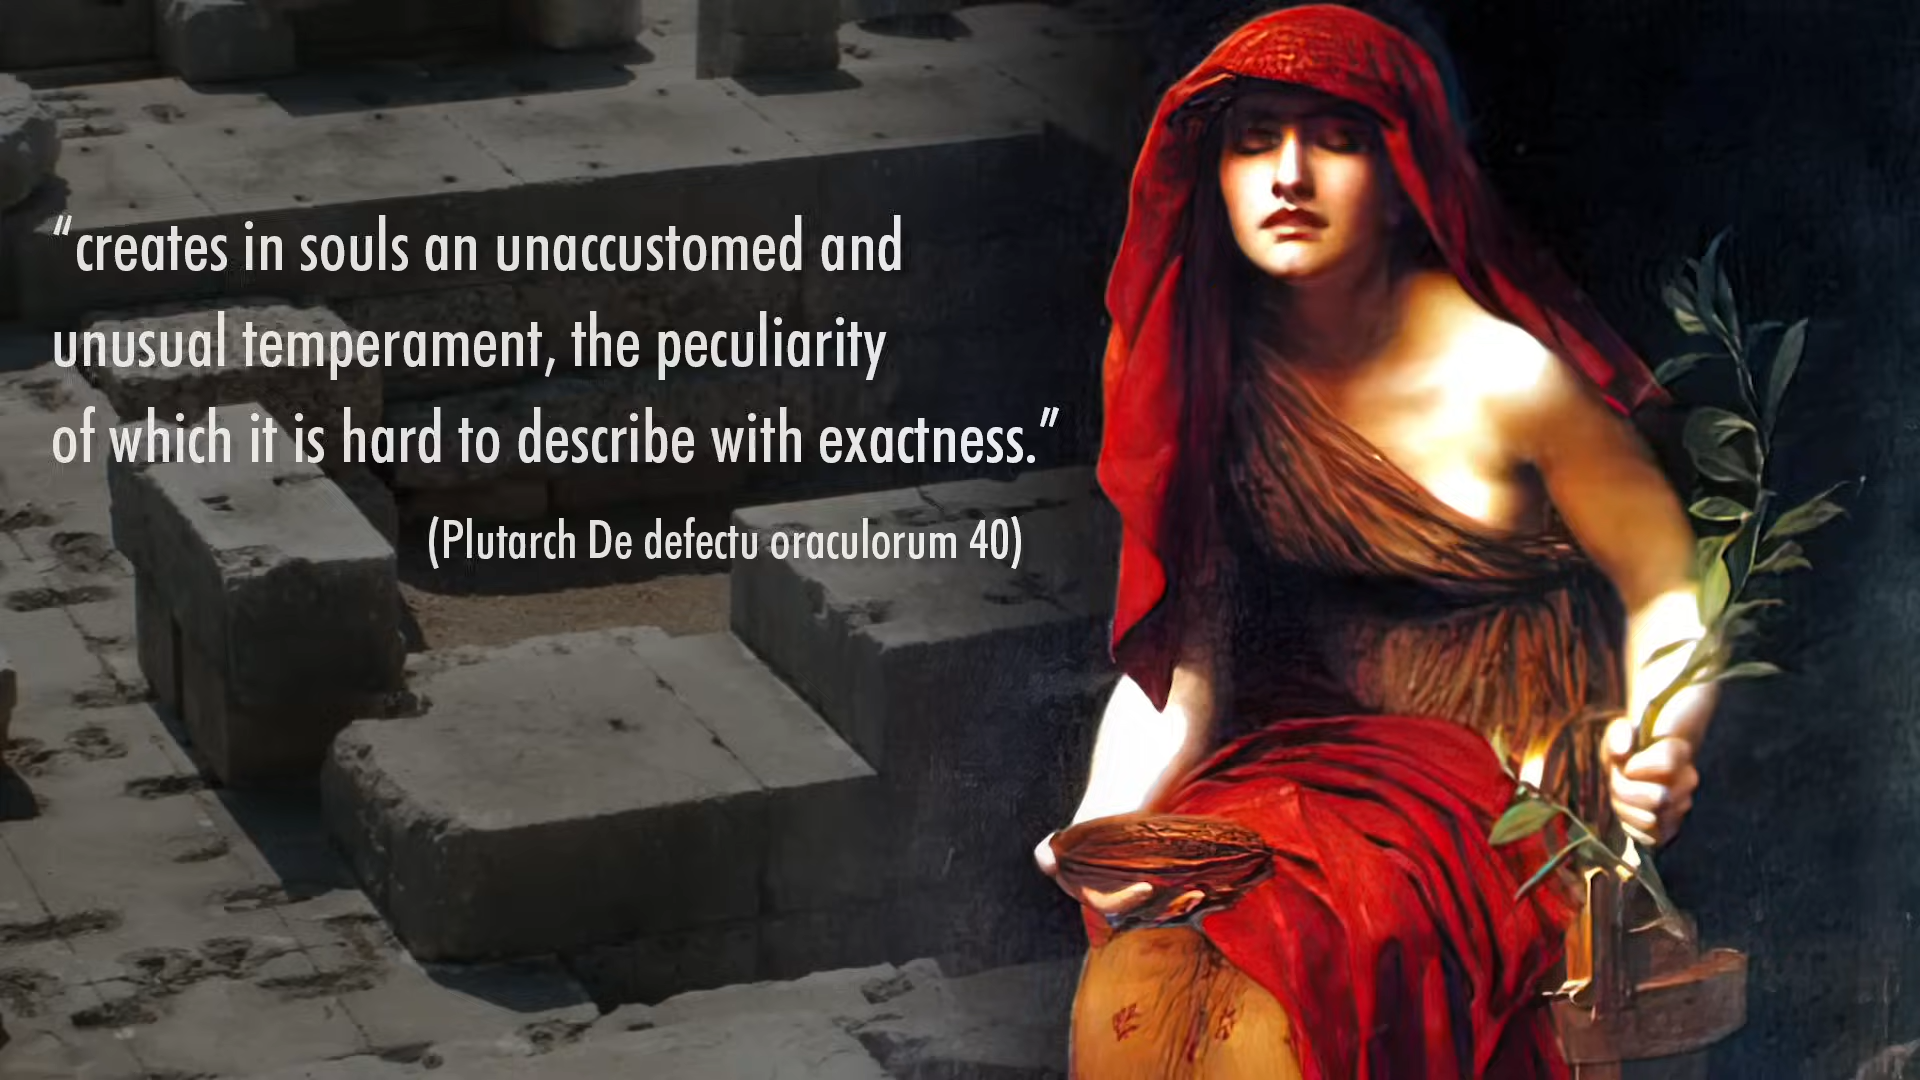 “creates in souls an unaccustomed and
unusual temperament, the peculiarity
of which it is hard to describe with exactness.”
(Plutarch De defectu oraculorum 40)